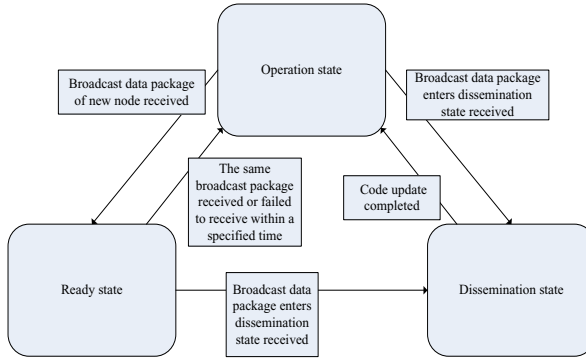 Operation state
Broadcast data package
of new node received
Broadcast data package
enters dissemination
state received
The same
broadcast package
received or failed
to receive within a
specified time
Code update
completed
Ready state
Broadcast data
package enters
dissemination
state received
Dissemination state